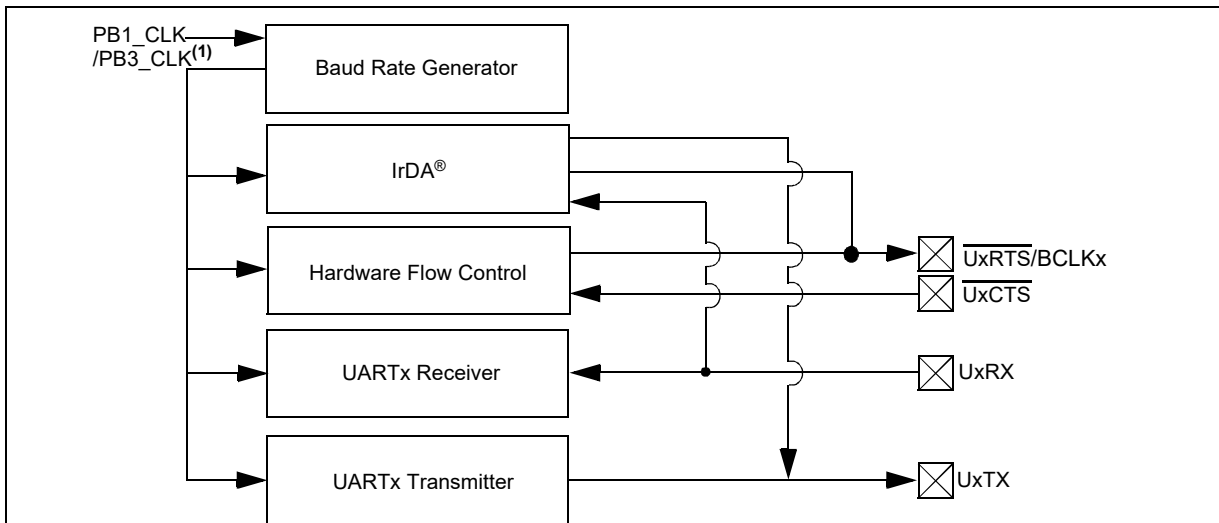 PB1_CLK
/PB3_CLK(1)
Baud Rate Generator
IrDA®
Hardware Flow Control
UxRTS/BCLKx
UxCTS
UARTx Receiver
UxRX
UARTx Transmitter
UxTX